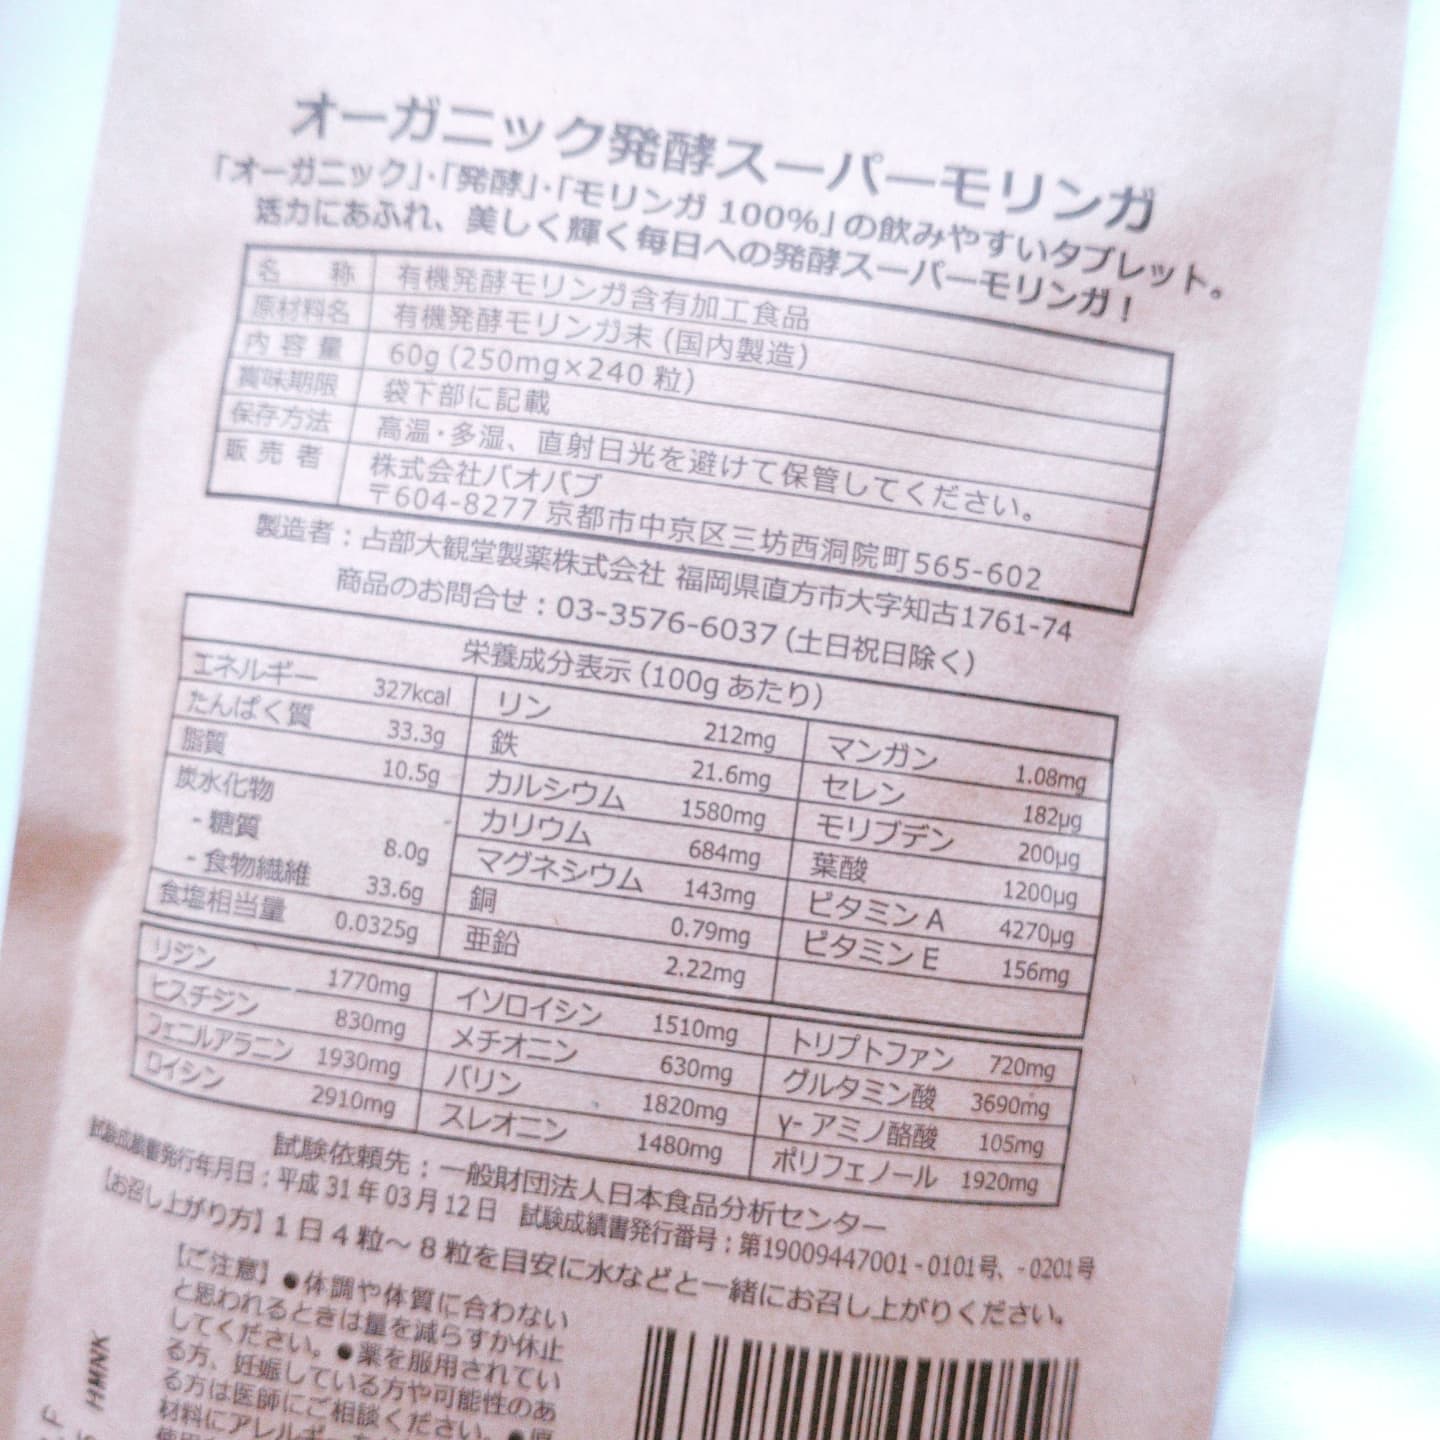 オーガニック発酵スーパーモリンガ
「オーガニック」・「発酵」・「モリンガ 100%」の飲みやすいタブレット。
活力にあふれ、美しく輝く毎日への発酵スーパーモリンガ！
名 称 有機発酵モリンガ含有加工食品
原材料名 有機発酵モリンガ末 (国内製造)
内容量 60g (250mg×240 粒)
賞味期限 袋下部に記載
保存方法 高温・多湿、直射日光を避けて保管してください。
販売者 株式会社バオバブ
〒604-8277 京都市中京区三坊西洞院町565-602
製造者：占部大観堂製薬株式会社 福岡県直方市大字知古1761-74
商品のお問合せ：03-3576-6037 (土日祝日除く)
栄養成分表示 (100g あたり)
エネルギー 327kcal リン 212mg マンガン 1.08mg
たんぱく質 33.3g 鉄 21.6mg セレン 182μg
脂質 10.5g カルシウム 1580mg モリブデン 200μg
炭水化物 カリウム 684mg 葉酸 1200μg
- 糖質 8.0g マグネシウム 143mg ビタミンA 4270μg
- 食物繊維 33.6g 銅 0.79mg ビタミンE 156mg
食塩相当量 0.0325g 亜鉛 2.22mg
リジン 1770mg イソロイシン 1510mg トリプトファン 720mg
ヒスチジン 830mg メチオニン 630mg グルタミン酸 3690mg
フェニルアラニン 1930mg バリン 1820mg γ-アミノ酪酸 105mg
ロイシン 2910mg スレオニン 1480mg ポリフェノール 1920mg
試験依頼先：一般財団法人日本食品分析センター
試験成績書発行年月日：平成31年03月12日 試験成績書発行番号：第19009447001-0101号、-0201号
【お召し上がり方】1日4粒～8粒を目安に水などと一緒にお召し上がりください。
【ご注意】●体調や体質に合わない
と思われるときは量を減らすか休止
してください。●薬を服用されてい
る方、妊娠している方や可能性のあ
る方は医師にご相談ください。●原
材料にアレルギー
HMNK